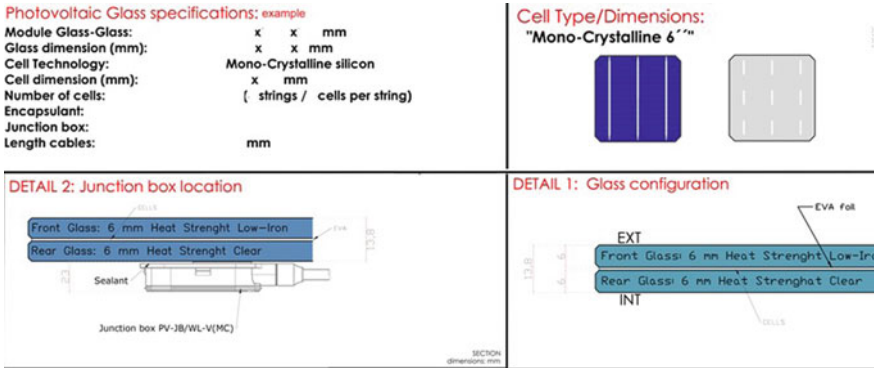 Photovoltaic Glass specifications: example
Module Glass-Glass: x x mm
Glass dimension (mm): x x mm
Cell Technology: Mono-Crystalline silicon
Cell dimension (mm): x mm
Number of cells: ( strings / cells per string)
Encapsulant:
Junction box:
Length cables: mm
Cell Type/Dimensions:
"Mono-Crystalline 6´´"
DETAIL 2: Junction box location
CELLS
Front Glass: 6 mm Heat Strenght Low-Iron
EVA
13,8
Rear Glass: 6 mm Heat Strenght Clear
23
Sealant
Junction box PV-JB/WL-V(MC)
SECTION
dimensions: mm
DETAIL 1: Glass configuration
EVA foil
EXT
13,8
6
Front Glass: 6 mm Heat Strenght Low-Iro
6
Rear Glass: 6 mm Heat Strenghat Clear
INT
CELLS